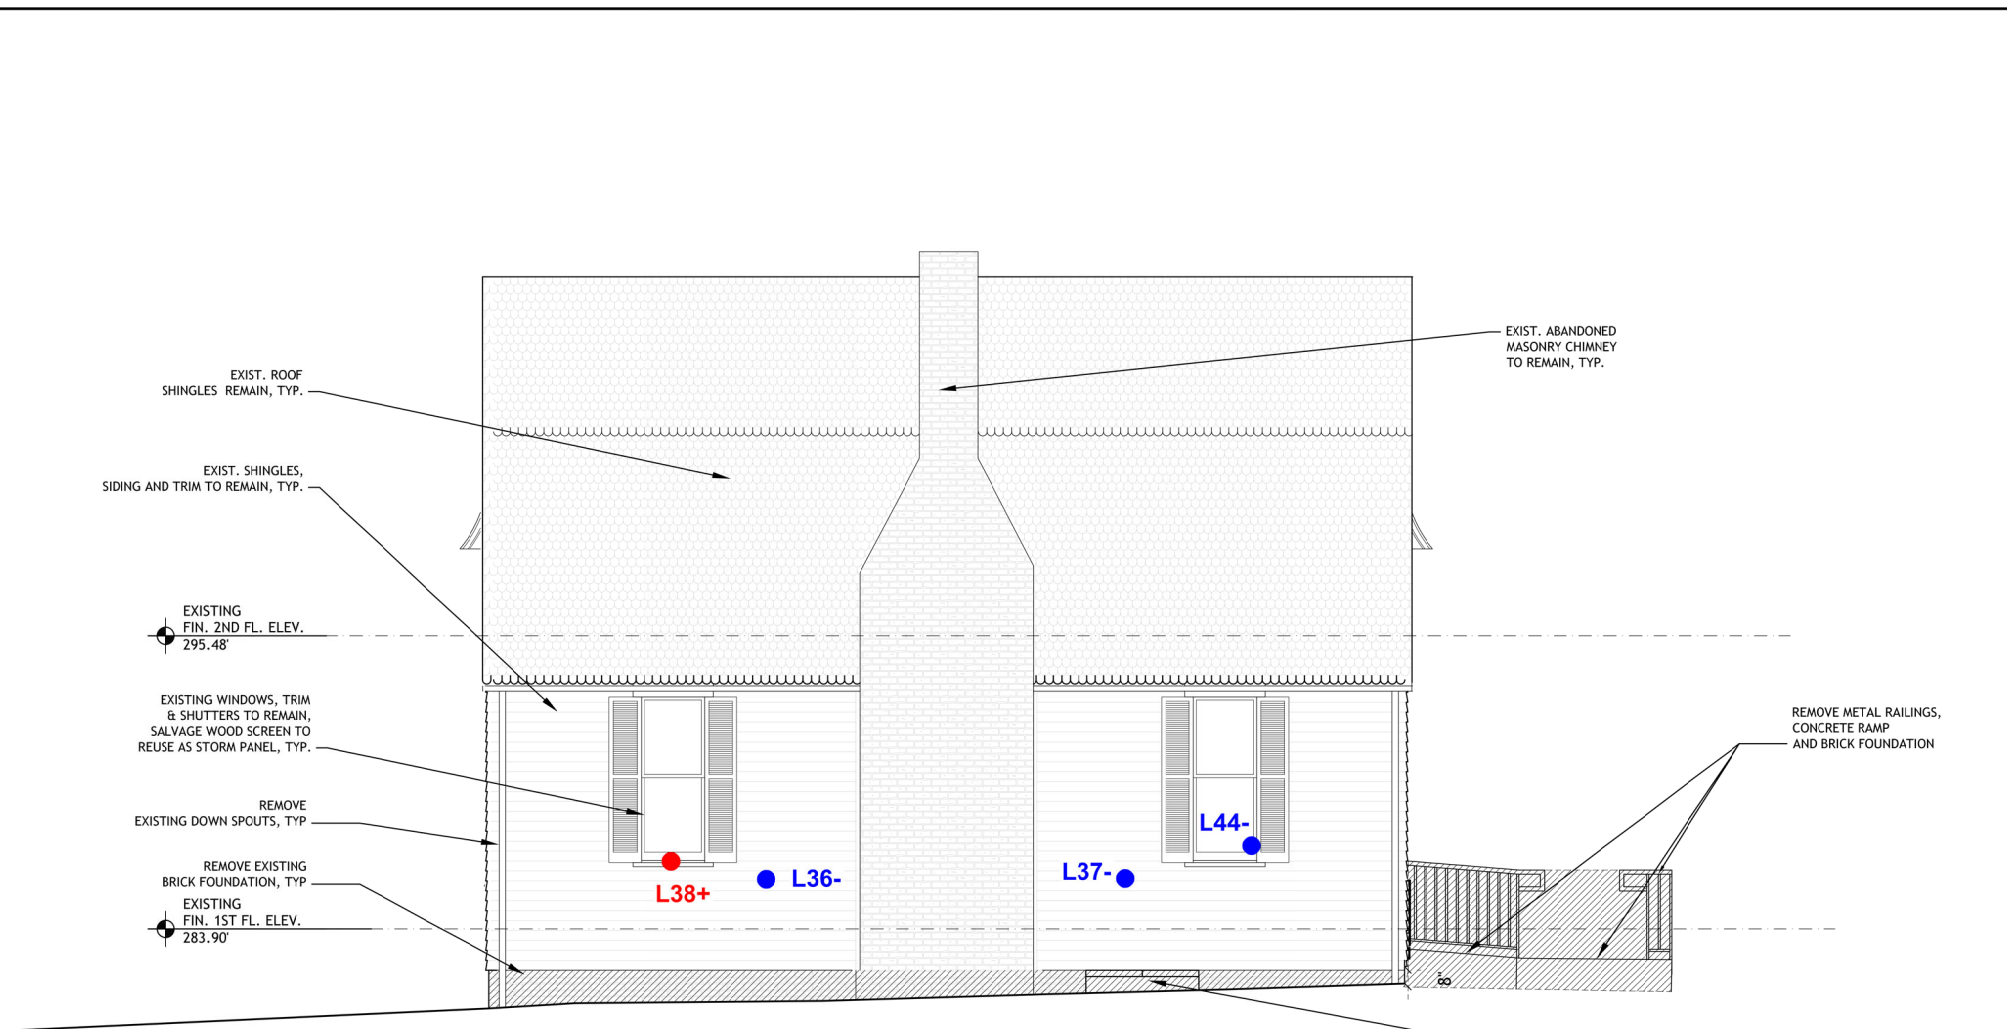 EXIST. ABANDONED
MASONRY CHIMNEY
TO REMAIN, TYP.
EXIST. ROOF
SHINGLES REMAIN, TYP.
EXIST. SHINGLES,
SIDING AND TRIM TO REMAIN, TYP.
EXISTING
FIN. 2ND FL. ELEV.
295.48'
EXISTING WINDOWS, TRIM
& SHUTTERS TO REMAIN,
SALVAGE WOOD SCREEN TO
REUSE AS STORM PANEL, TYP.
REMOVE METAL RAILINGS,
CONCRETE RAMP
AND BRICK FOUNDATION
REMOVE
EXISTING DOWN SPOUTS, TYP
L44-
REMOVE EXISTING
BRICK FOUNDATION, TYP
L38+
L36-
L37-
EXISTING
FIN. 1ST FL. ELEV.
283.90'
8"